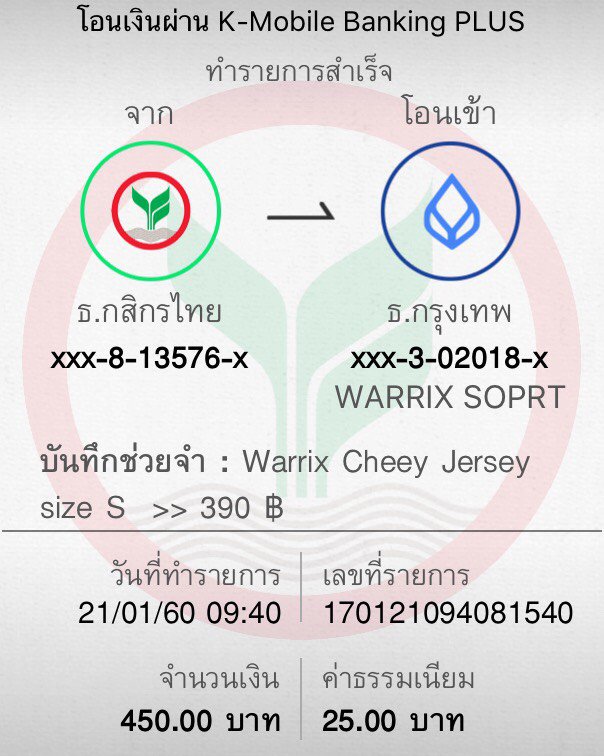 โอนเงินผ่าน K-Mobile Banking PLUS
ทำรายการสำเร็จ
จาก
โอนเข้า
ธ.กสิกรไทย
ธ.กรุงเทพ
xxx-8-13576-x
xxx-3-02018-x
WARRIX SOPRT
บันทึกช่วยจำ : Warrix Cheey Jersey
size S >> 390 ฿
วันที่ทำรายการ
เลขที่รายการ
21/01/60 09:40
170121094081540
จำนวนเงิน
ค่าธรรมเนียม
450.00 บาท
25.00 บาท